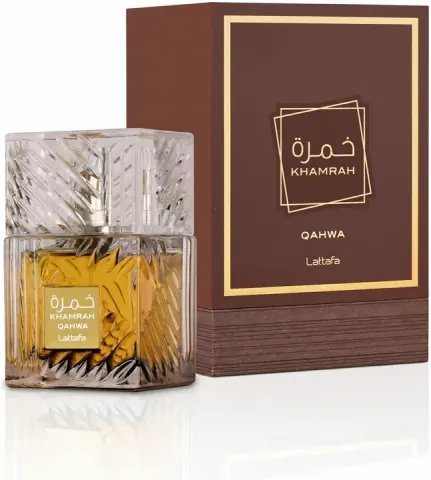 خمرة
KHAMRAH
QAHWA
Lattafa
خمرة
KHAMRAH
QAHWA
Lattafa